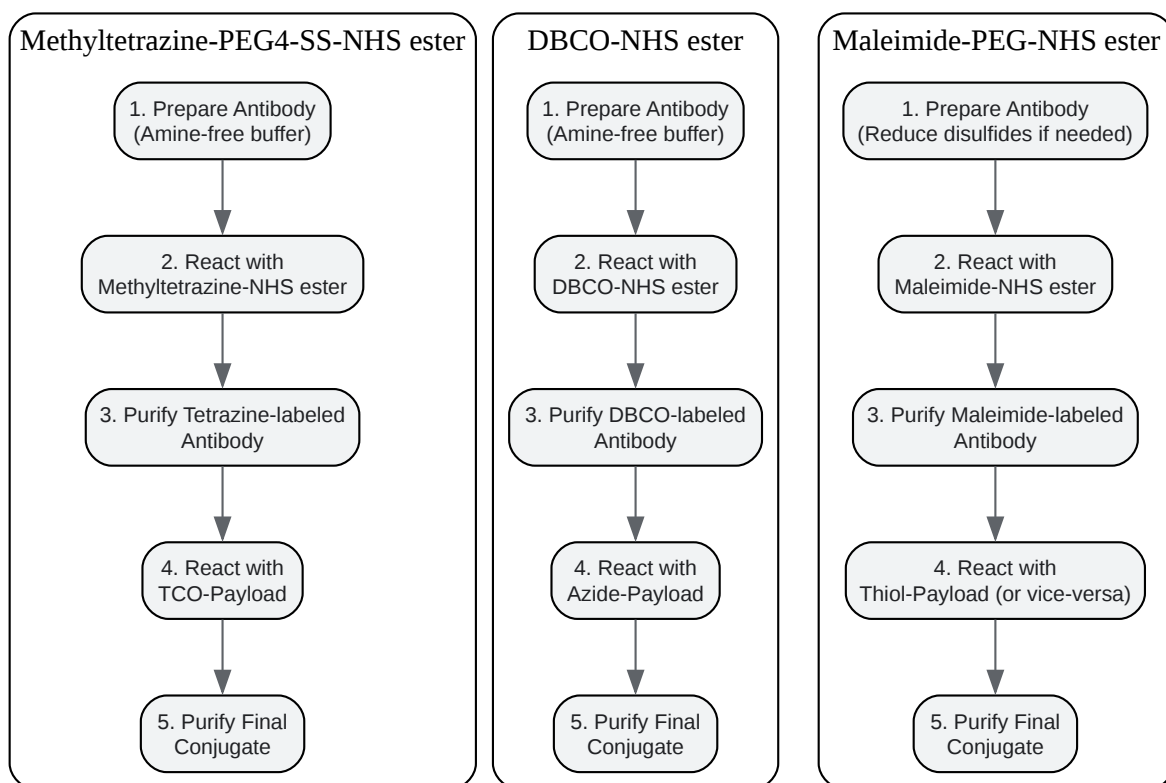 Methyltetrazine-PEG4-SS-NHS ester
1. Prepare Antibody
(Amine-free buffer)
2. React with
Methyltetrazine-NHS ester
3. Purify Tetrazine-labeled
Antibody
4. React with
TCO-Payload
5. Purify Final
Conjugate
DBCO-NHS ester
1. Prepare Antibody
(Amine-free buffer)
2. React with
DBCO-NHS ester
3. Purify DBCO-labeled
Antibody
4. React with
Azide-Payload
5. Purify Final
Conjugate
Maleimide-PEG-NHS ester
1. Prepare Antibody
(Reduce disulfides if needed)
2. React with
Maleimide-NHS ester
3. Purify Maleimide-labeled
Antibody
4. React with
Thiol-Payload (or vice-versa)
5. Purify Final
Conjugate